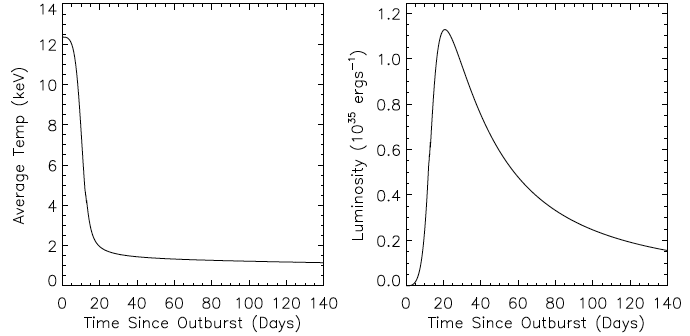 14
12
10
8
6
4
2
0
Average Temp (keV)
0 20 40 60 80 100 120 140
Time Since Outburst (Days)
1.2
1.0
0.8
0.6
0.4
0.2
0.0
Luminosity (10³⁵ ergs⁻¹)
0 20 40 60 80 100 120 140
Time Since Outburst (Days)